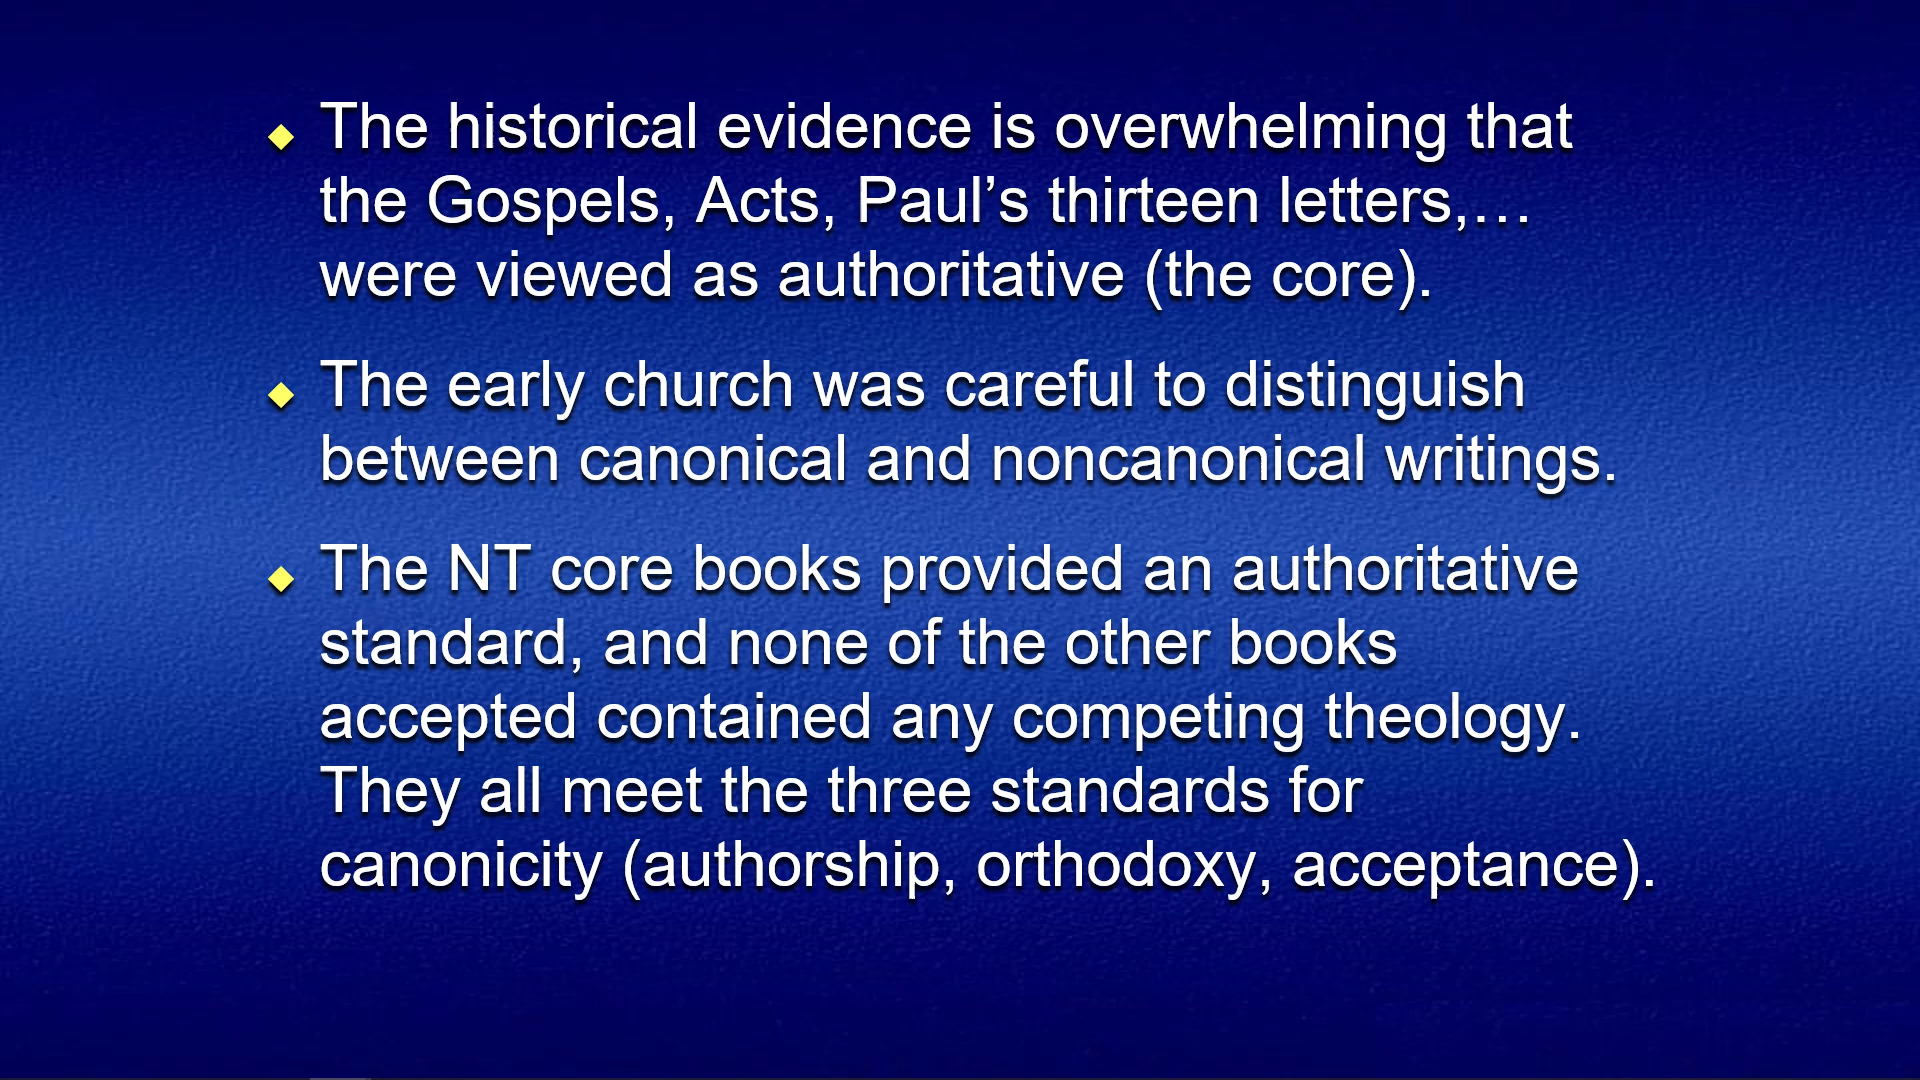 The historical evidence is overwhelming that
the Gospels, Acts, Paul’s thirteen letters,…
were viewed as authoritative (the core).
The early church was careful to distinguish
between canonical and noncanonical writings.
The NT core books provided an authoritative
standard, and none of the other books
accepted contained any competing theology.
They all meet the three standards for
canonicity (authorship, orthodoxy, acceptance).